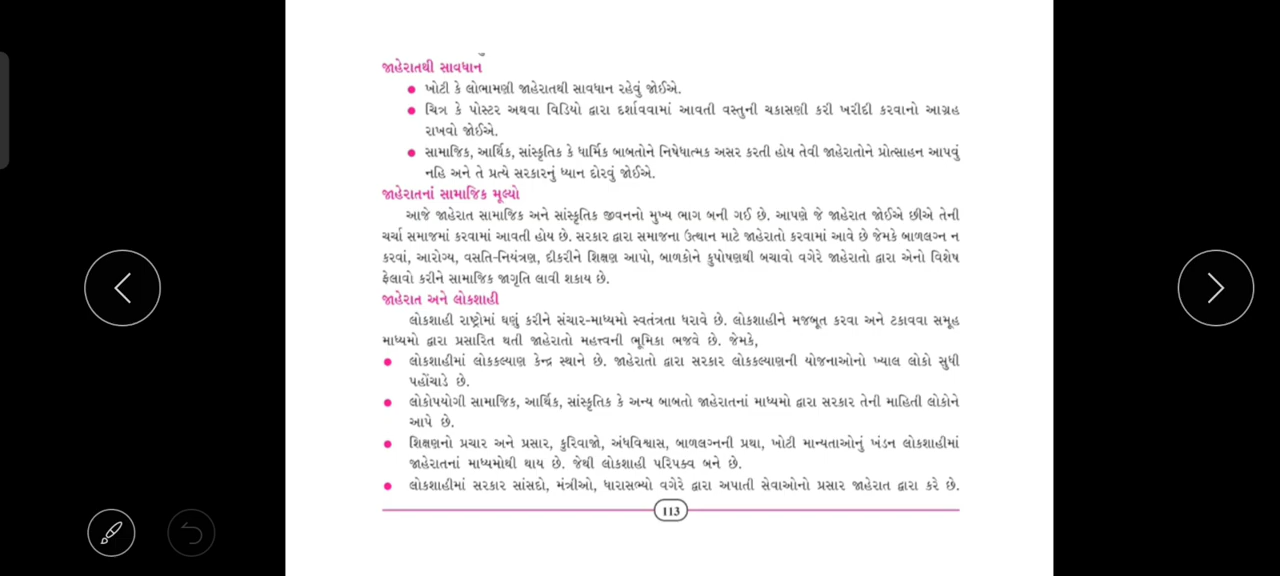 જાહેરાતથી સાવધાન
● ખોટી કે લોભામણી જાહેરાતથી સાવધાન રહેવું જોઈએ.
● ચિત્ર કે પોસ્ટર અથવા વિડિયો દ્વારા દર્શાવવામાં આવતી વસ્તુની ચકાસણી કરી ખરીદી કરવાનો આગ્રહ
રાખવો જોઈએ.
● સામાજિક, આર્થિક, સાંસ્કૃતિક કે ધાર્મિક બાબતોને નિષેધાત્મક અસર કરતી હોય તેવી જાહેરાતોને પ્રોત્સાહન આપવું
નહિ અને તે પ્રત્યે સરકારનું ધ્યાન દોરવું જોઈએ.
જાહેરાતનાં સામાજિક મૂલ્યો
આજે જાહેરાત સામાજિક અને સાંસ્કૃતિક જીવનનો મુખ્ય ભાગ બની ગઈ છે. આપણે જે જાહેરાત જોઈએ છીએ તેની
ચર્ચા સમાજમાં કરવામાં આવતી હોય છે. સરકાર દ્વારા સમાજના ઉત્થાન માટે જાહેરાતો કરવામાં આવે છે જેમકે બાળલગ્ન ન
કરવાં, આરોગ્ય, વસતિ-નિયંત્રણ, દીકરીને શિક્ષણ આપો, બાળકોને કુપોષણથી બચાવો વગેરે જાહેરાતો દ્વારા એનો વિશેષ
ફેલાવો કરીને સામાજિક જાગૃતિ લાવી શકાય છે.
જાહેરાત અને લોકશાહી
લોકશાહી રાષ્ટ્રોમાં ઘણું કરીને સંચાર-માધ્યમો સ્વતંત્રતા ધરાવે છે. લોકશાહીને મજબૂત કરવા અને ટકાવવા સમૂહ
માધ્યમો દ્વારા પ્રસારિત થતી જાહેરાતો મહત્ત્વની ભૂમિકા ભજવે છે. જેમકે,
● લોકશાહીમાં લોકકલ્યાણ કેન્દ્ર સ્થાને છે. જાહેરાતો દ્વારા સરકાર લોકકલ્યાણની યોજનાઓનો ખ્યાલ લોકો સુધી
પહોંચાડે છે.
● લોકોપયોગી સામાજિક, આર્થિક, સાંસ્કૃતિક કે અન્ય બાબતો જાહેરાતનાં માધ્યમો દ્વારા સરકાર તેની માહિતી લોકોને
આપે છે.
● શિક્ષણનો પ્રચાર અને પ્રસાર, કુરિવાજો, અંધવિશ્વાસ, બાળલગ્નની પ્રથા, ખોટી માન્યતાઓનું ખંડન લોકશાહીમાં
જાહેરાતનાં માધ્યમોથી થાય છે. જેથી લોકશાહી પરિપક્વ બને છે.
● લોકશાહીમાં સરકાર સાંસદો, મંત્રીઓ, ધારાસભ્યો વગેરે દ્વારા અપાતી સેવાઓનો પ્રસાર જાહેરાત દ્વારા કરે છે.
113